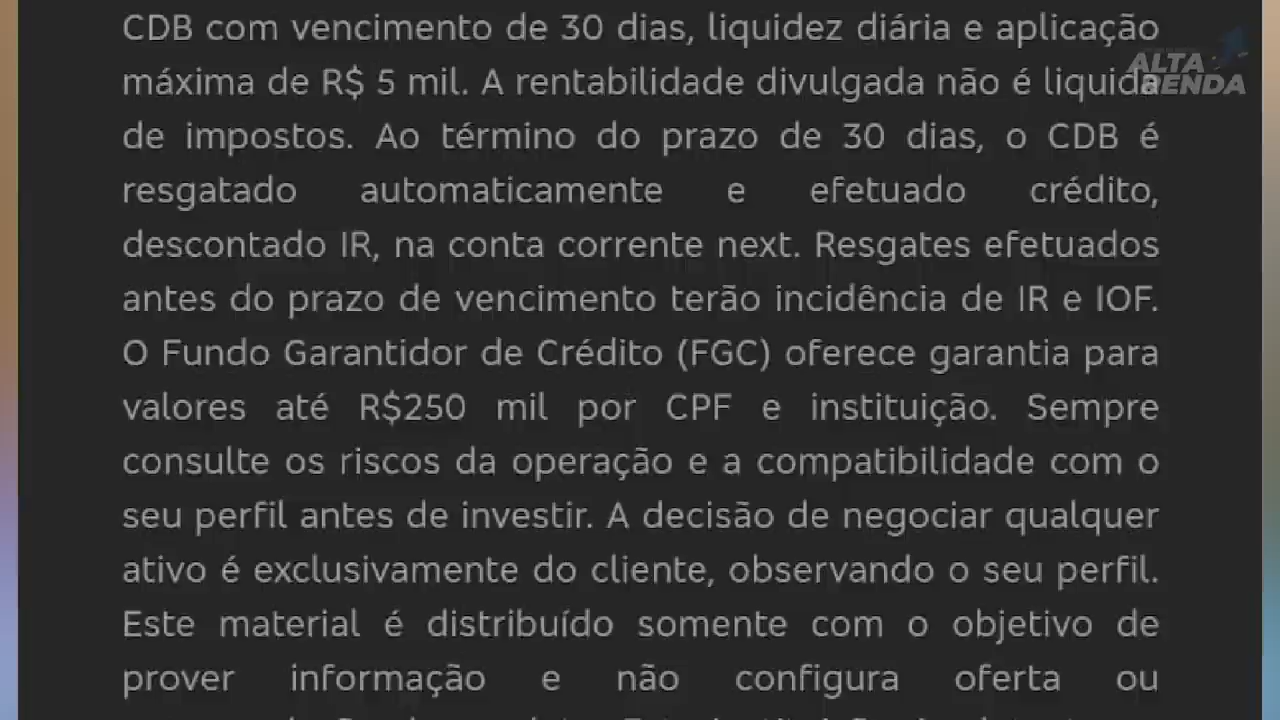 CDB com vencimento de 30 dias, liquidez diária e aplicação
máxima de R$ 5 mil. A rentabilidade divulgada não é liquida
de impostos. Ao término do prazo de 30 dias, o CDB é
resgatado automaticamente e efetuado crédito,
descontado IR, na conta corrente next. Resgates efetuados
antes do prazo de vencimento terão incidência de IR e IOF.
O Fundo Garantidor de Crédito (FGC) oferece garantia para
valores até R$250 mil por CPF e instituição. Sempre
consulte os riscos da operação e a compatibilidade com o
seu perfil antes de investir. A decisão de negociar qualquer
ativo é exclusivamente do cliente, observando o seu perfil.
Este material é distribuído somente com o objetivo de
prover informação e não configura oferta ou
ALTA
RENDA